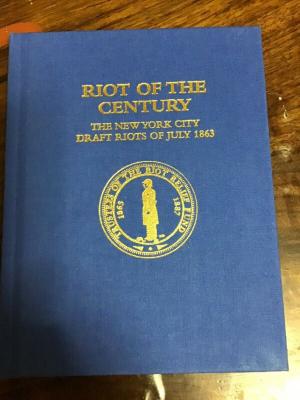 RIOT OF THE
CENTURY
THE NEW YORK CITY
DRAFT RIOTS OF JULY 1863
TRUSTEES OF THE RIOT RELIEF FUND
1863
1887